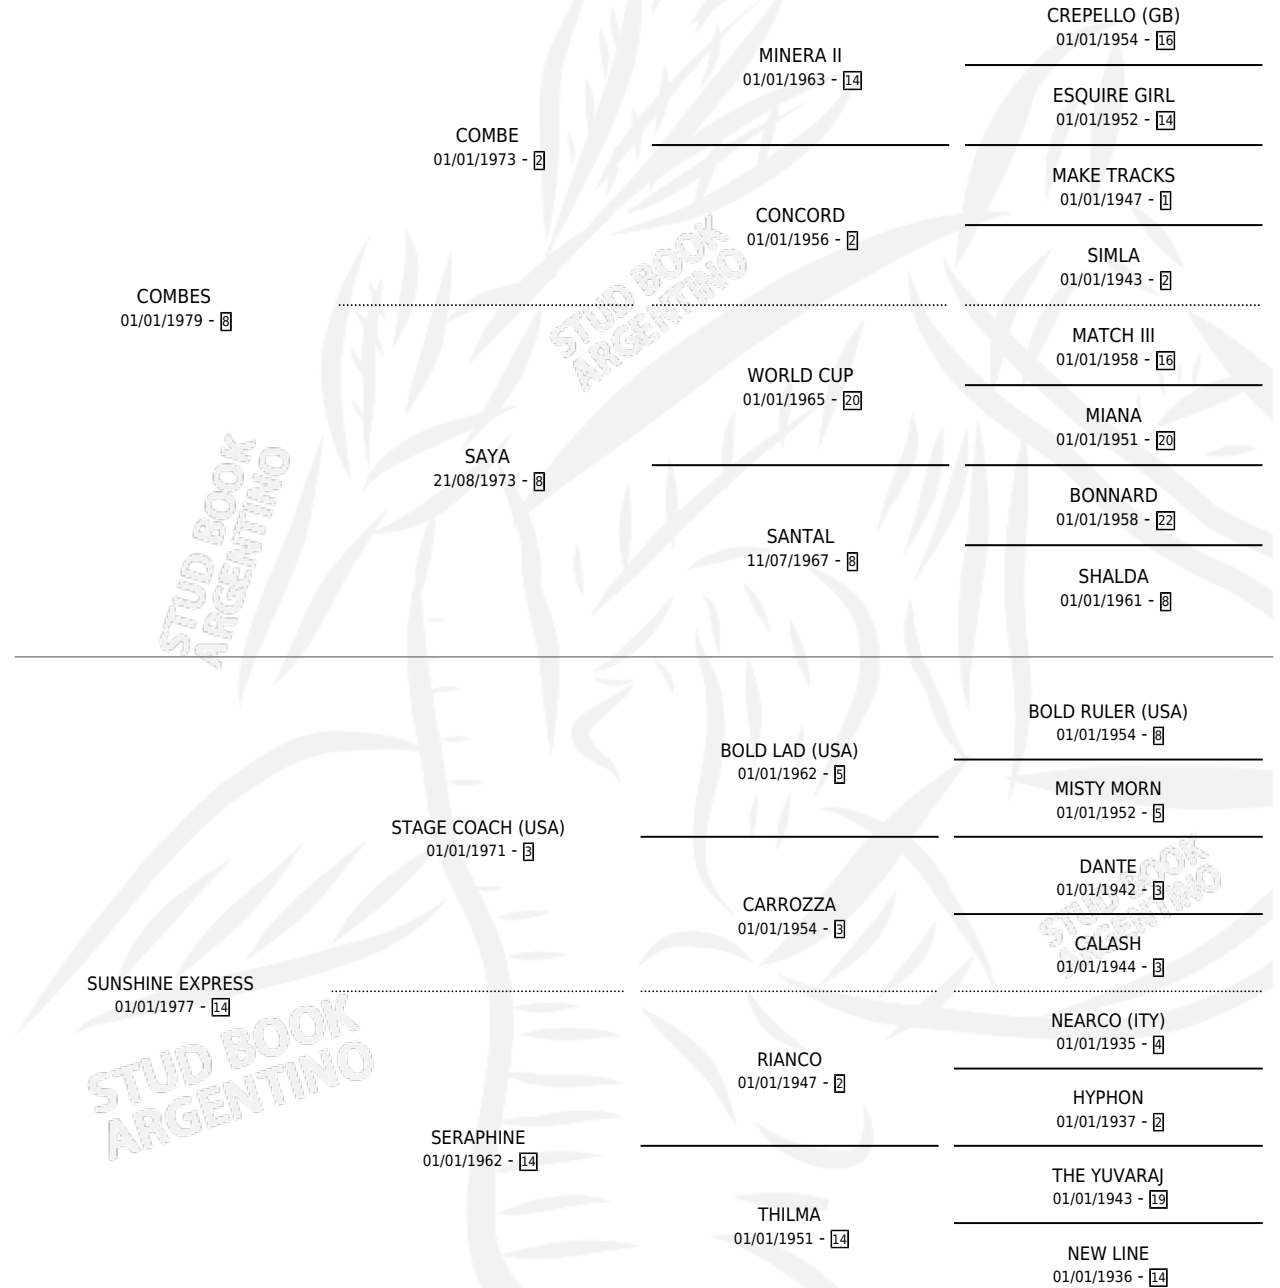 CREPELLO (GB)
01/01/1954 - 16
MINERA II
01/01/1963 - 14
ESQUIRE GIRL
01/01/1952 - 14
COMBE
01/01/1973 - 2
MAKE TRACKS
01/01/1947 - 1
CONCORD
01/01/1956 - 2
SIMLA
01/01/1943 - 2
COMBES
01/01/1979 - 8
MATCH III
01/01/1958 - 16
WORLD CUP
01/01/1965 - 20
MIANA
01/01/1951 - 20
SAYA
21/08/1973 - 8
BONNARD
01/01/1958 - 22
SANTAL
11/07/1967 - 8
SHALDA
01/01/1961 - 8
STUD BOOK
ARGENTINO
STUD BOOK
ARGENTINO
BOLD RULER (USA)
01/01/1954 - 8
BOLD LAD (USA)
01/01/1962 - 5
MISTY MORN
01/01/1952 - 5
STAGE COACH (USA)
01/01/1971 - 3
DANTE
01/01/1942 - 3
CARROZZA
01/01/1954 - 3
CALASH
01/01/1944 - 3
SUNSHINE EXPRESS
01/01/1977 - 14
NEARCO (ITY)
01/01/1935 - 4
RIANCO
01/01/1947 - 2
HYPHON
01/01/1937 - 2
SERAPHINE
01/01/1962 - 14
THE YUVARAJ
01/01/1943 - 19
THILMA
01/01/1951 - 14
NEW LINE
01/01/1936 - 14
STUD BOOK
ARGENTINO
STUD BOOK
ARGENTINO